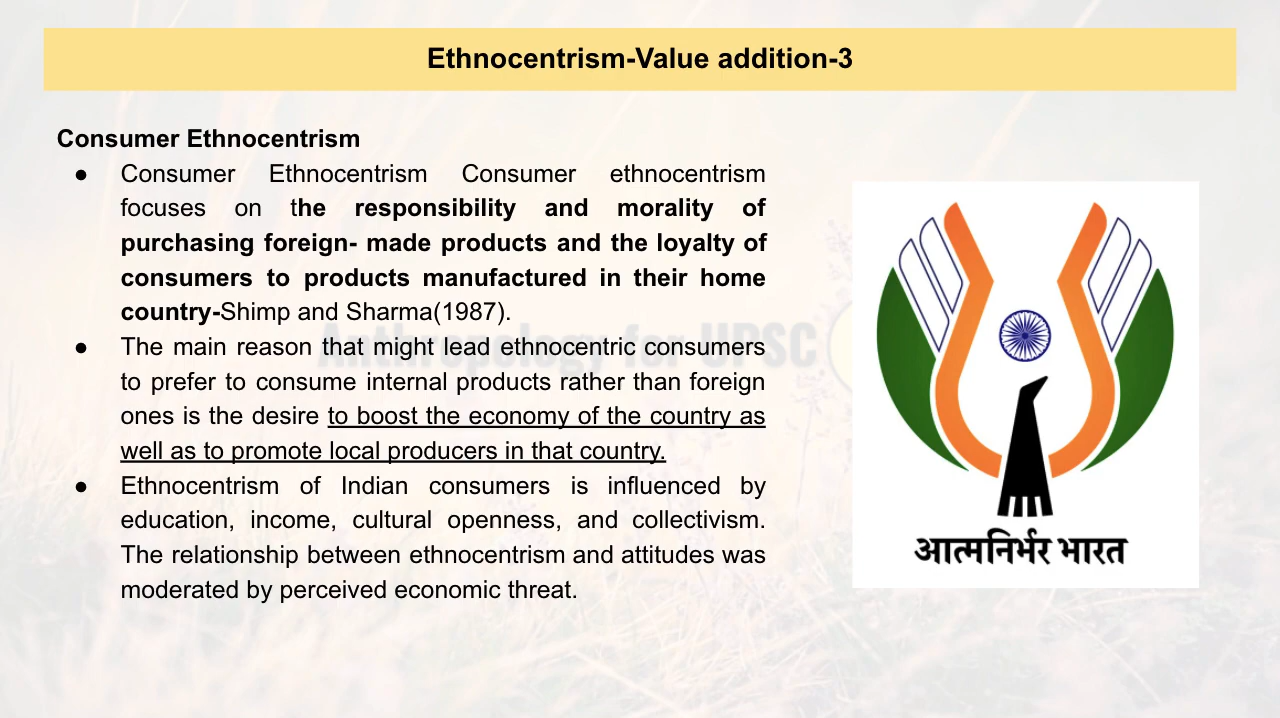 Ethnocentrism-Value addition-3
Consumer Ethnocentrism
● Consumer Ethnocentrism Consumer ethnocentrism
focuses on the responsibility and morality of
purchasing foreign- made products and the loyalty of
consumers to products manufactured in their home
country-Shimp and Sharma(1987).
● The main reason that might lead ethnocentric consumers
to prefer to consume internal products rather than foreign
ones is the desire to boost the economy of the country as
well as to promote local producers in that country.
● Ethnocentrism of Indian consumers is influenced by
education, income, cultural openness, and collectivism.
The relationship between ethnocentrism and attitudes was
moderated by perceived economic threat.
Anthropology for UPSC
आत्मनिर्भर भारत